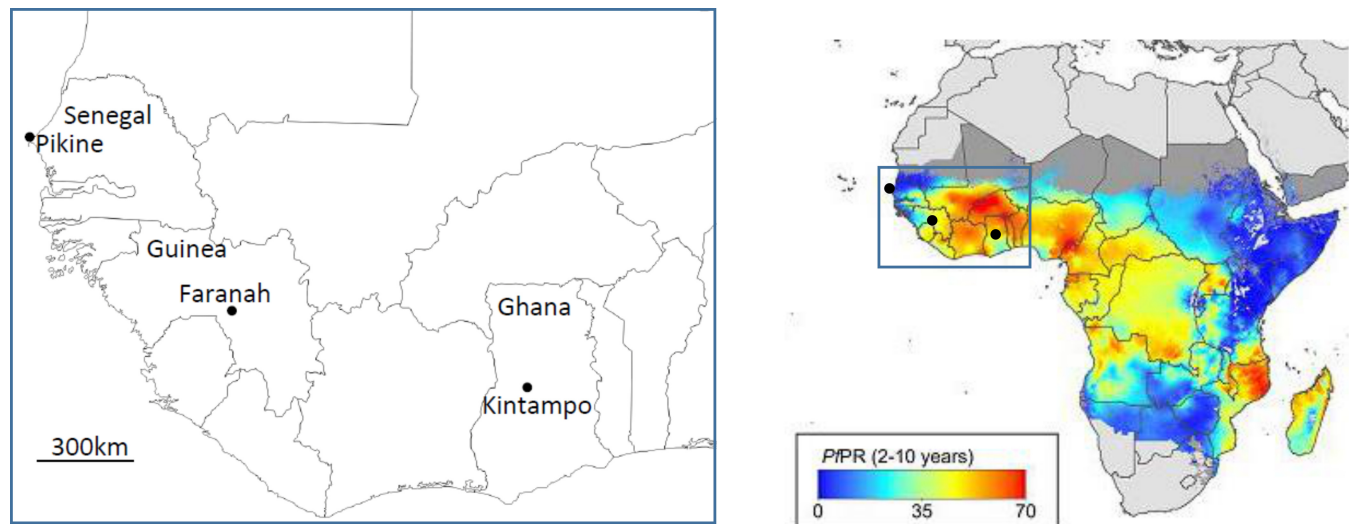 Senegal
Pikine
Guinea
Faranah
Ghana
Kintampo
300km
PfPR (2-10 years)
0 35 70